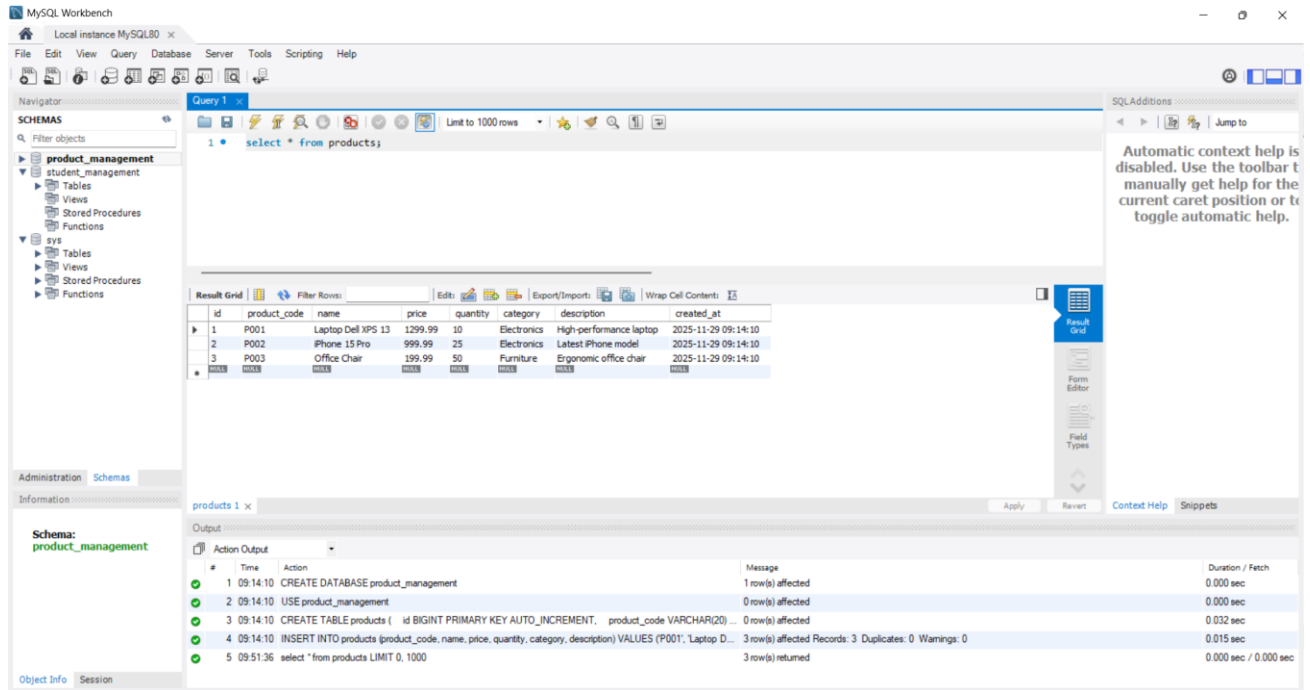 MySQL Workbench
Local instance MySQL80 ×
File Edit View Query Database Server Tools Scripting Help
Navigator
SCHEMAS
Filter objects
product_management
student_management
Tables
Views
Stored Procedures
Functions
sys
Tables
Views
Stored Procedures
Functions
Administration Schemas
Information
Schema:
product_management
Object Info Session
Query 1 ×
Limit to 1000 rows
1 select * from products;
Result Grid Filter Rows: Edit: Export/Import: Wrap Cell Content:
id product_code name price quantity category description created_at
1 P001 Laptop Dell XPS 13 1299.99 10 Electronics High-performance laptop 2025-11-29 09:14:10
2 P002 iPhone 15 Pro 999.99 25 Electronics Latest iPhone model 2025-11-29 09:14:10
3 P003 Office Chair 199.99 50 Furniture Ergonomic office chair 2025-11-29 09:14:10
NULL NULL NULL NULL NULL NULL NULL NULL
Result
Grid
Form
Editor
Field
Types
products 1 ×
Apply Revert
Output
Action Output
# Time Action Message Duration / Fetch
1 09:14:10 CREATE DATABASE product_management 1 row(s) affected 0.000 sec
2 09:14:10 USE product_management 0 row(s) affected 0.000 sec
3 09:14:10 CREATE TABLE products ( id BIGINT PRIMARY KEY AUTO_INCREMENT, product_code VARCHAR(20) ... 0 row(s) affected 0.032 sec
4 09:14:10 INSERT INTO products (product_code, name, price, quantity, category, description) VALUES ('P001', 'Laptop D... 3 row(s) affected Records: 3 Duplicates: 0 Warnings: 0 0.015 sec
5 09:51:36 select * from products LIMIT 0, 1000 3 row(s) returned 0.000 sec / 0.000 sec
SQLAdditions
Jump to
Automatic context help is
disabled. Use the toolbar t
manually get help for the
current caret position or to
toggle automatic help.
Context Help Snippets